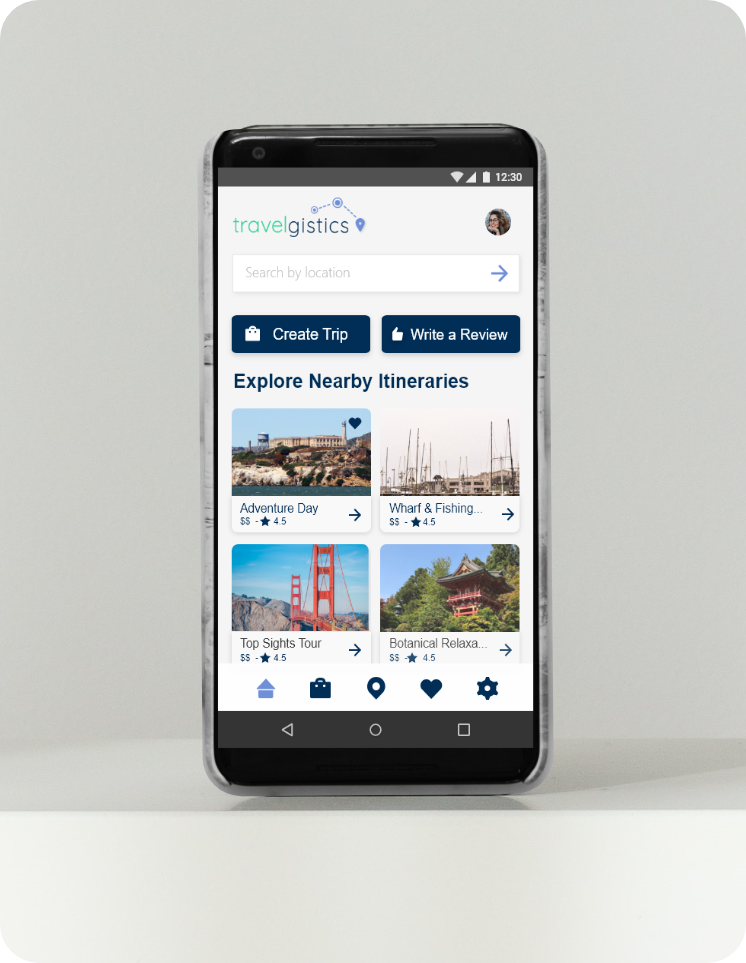 12:30
travelgistics
Search by location
Create Trip
Write a Review
Explore Nearby Itineraries
Adventure Day
$$ - 4.5
Wharf & Fishing...
$$ - 4.5
Top Sights Tour
$$ - 4.5
Botanical Relaxa...
$$ - 4.5